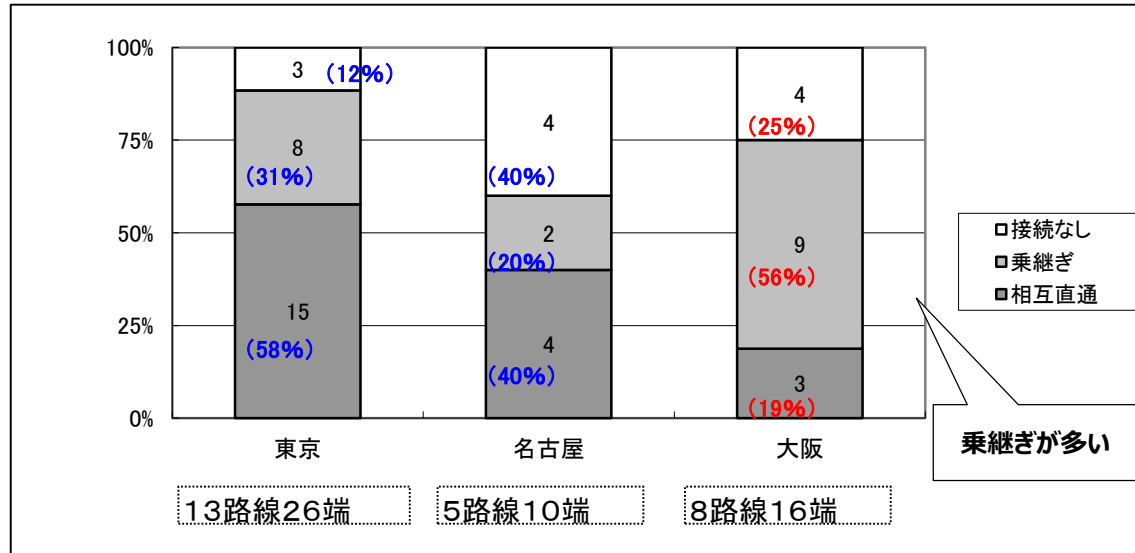 100%
75%
50%
25%
0%
3
（12%）
8
（31%）
15
（58%）
東京
13路線26端
4
（40%）
2
（20%）
4
（40%）
名古屋
5路線10端
4
（25%）
9
（56%）
3
（19%）
大阪
8路線16端
接続なし
乗継ぎ
相互直通
乗継ぎが多い